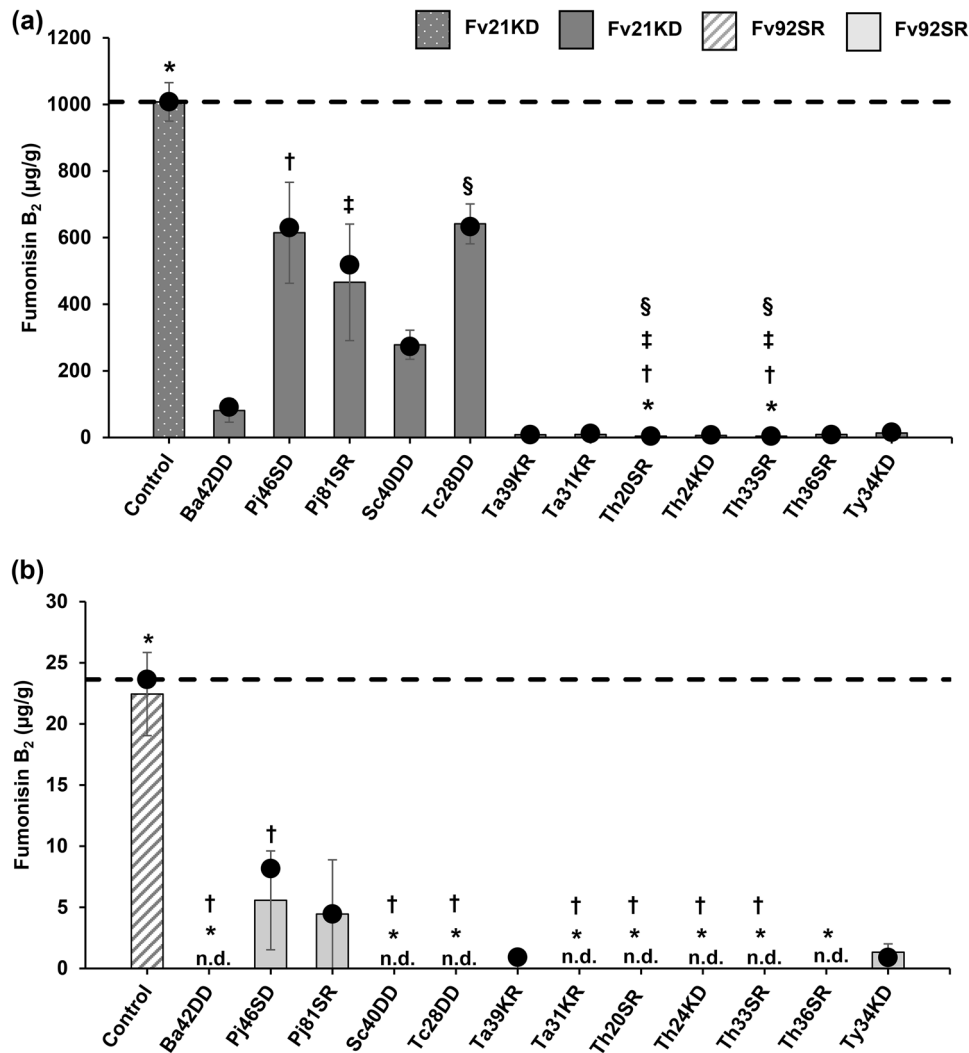 (a)
Fv21KD Fv21KD Fv92SR Fv92SR
Fumonisin B₂ (µg/g)
1200
1000
800
600
400
200
0
* † ‡ §
§ §
‡ ‡
† †
* *
Control Ba42DD Pj46SD Pj81SR Sc40DD Tc28DD Ta39KR Ta31KR Th20SR Th24KD Th33SR Th36SR Ty34KD
(b)
Fumonisin B₂ (µg/g)
30
25
20
15
10
5
0
*
†
† † † † † † †
* * * * * * * *
n.d. n.d. n.d. n.d. n.d. n.d. n.d. n.d.
Control Ba42DD Pj46SD Pj81SR Sc40DD Tc28DD Ta39KR Ta31KR Th20SR Th24KD Th33SR Th36SR Ty34KD